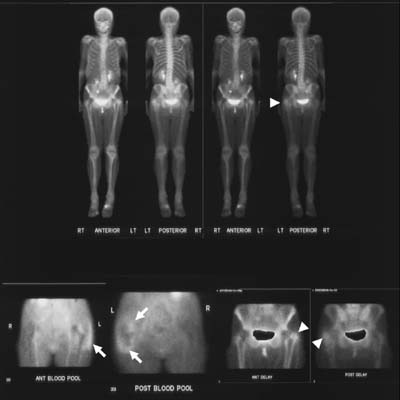 RT ANTERIOR LT LT POSTERIOR RT RT ANTERIOR LT LT POSTERIOR RT
R L L R
ANT BLOOD POOL POST BLOOD POOL ANT DELAY POST DELAY